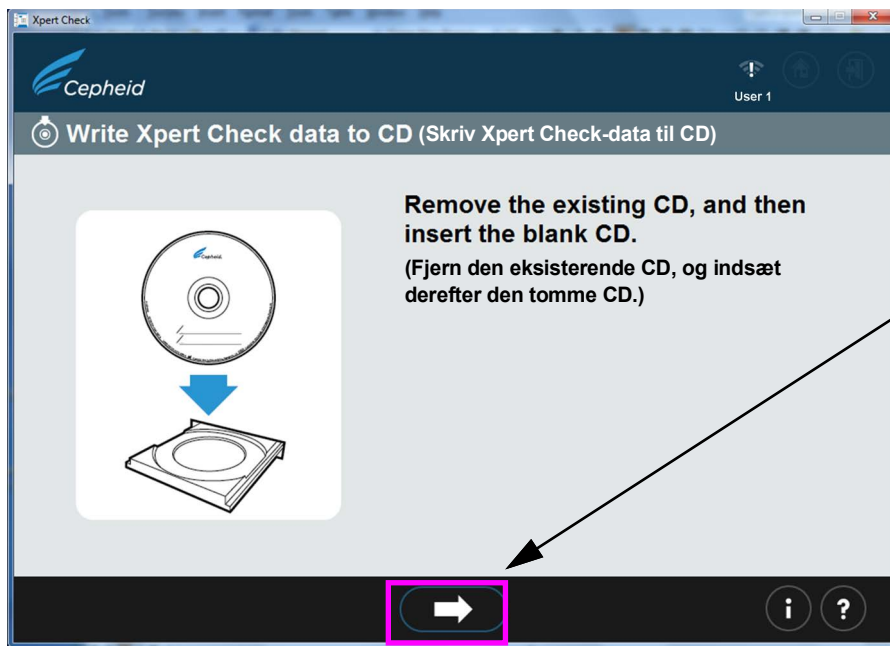 Xpert Check
Cepheid
User 1
Write Xpert Check data to CD (Skriv Xpert Check-data til CD)
Cepheid
Remove the existing CD, and then
insert the blank CD.
(Fjern den eksisterende CD, og indsæt
derefter den tomme CD.)
i ?